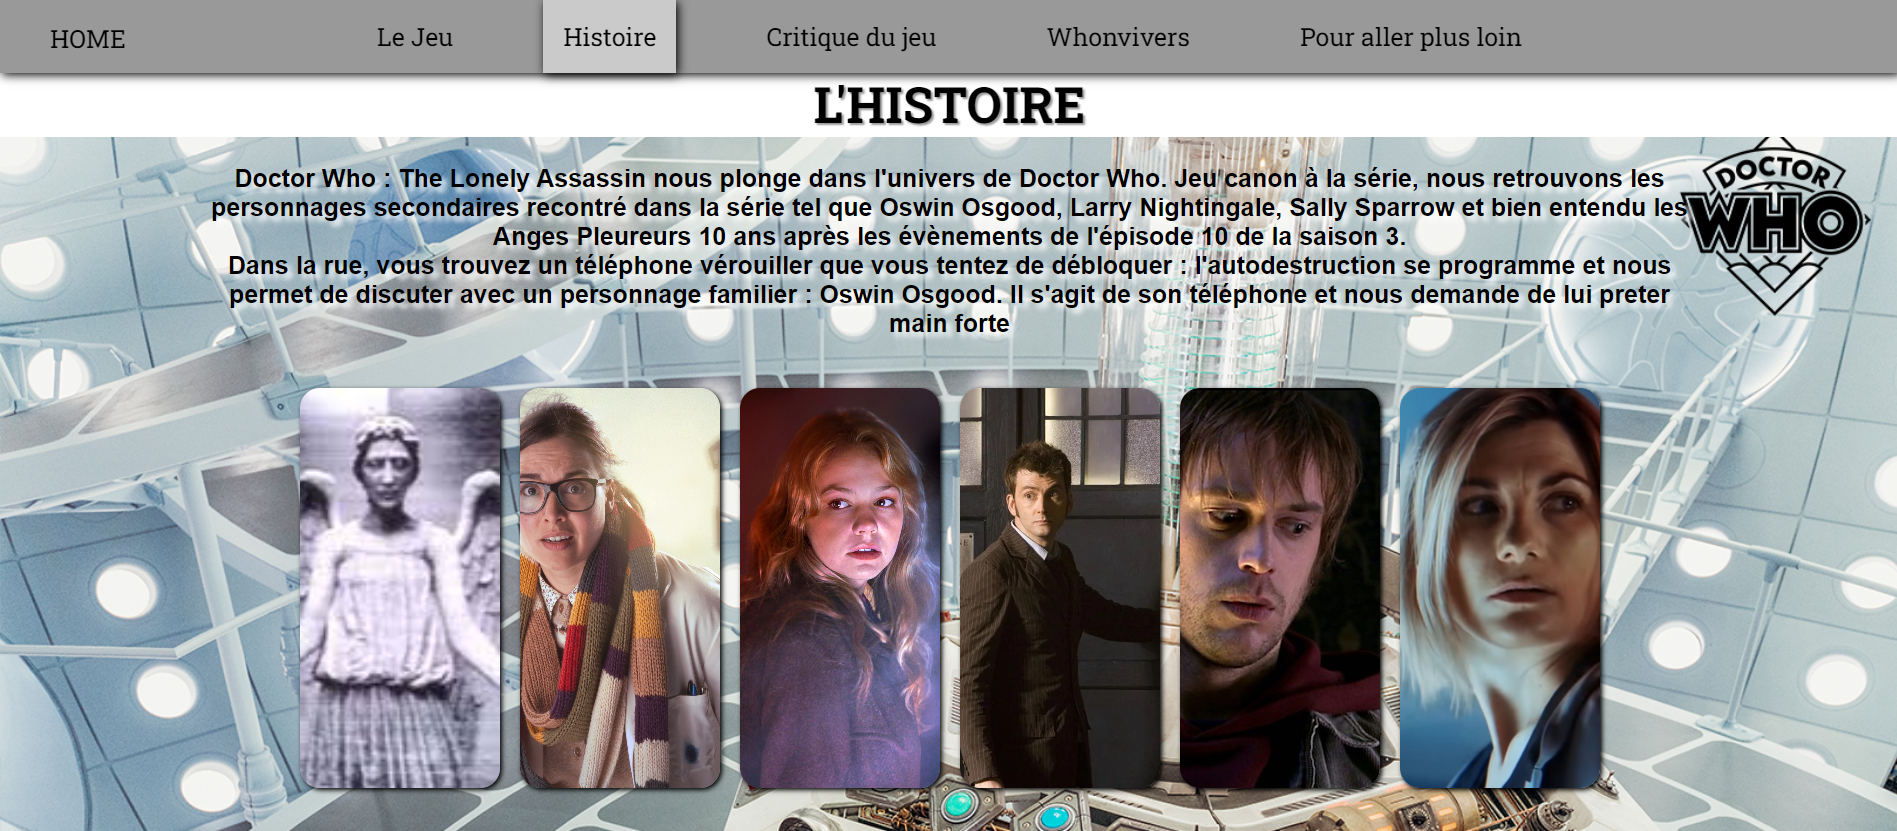 HOME Le Jeu Histoire Critique du jeu Whonvivers Pour aller plus loin
L'HISTOIRE
Doctor Who : The Lonely Assassin nous plonge dans l'univers de Doctor Who. Jeu canon à la série, nous retrouvons les
personnages secondaires recontré dans la série tel que Oswin Osgood, Larry Nightingale, Sally Sparrow et bien entendu les
Anges Pleureurs 10 ans après les évènements de l'épisode 10 de la saison 3.
Dans la rue, vous trouvez un téléphone vérouiller que vous tentez de débloquer : l'autodestruction se programme et nous
permet de discuter avec un personnage familier : Oswin Osgood. Il s'agit de son téléphone et nous demande de lui preter
main forte
DOCTOR
WHO